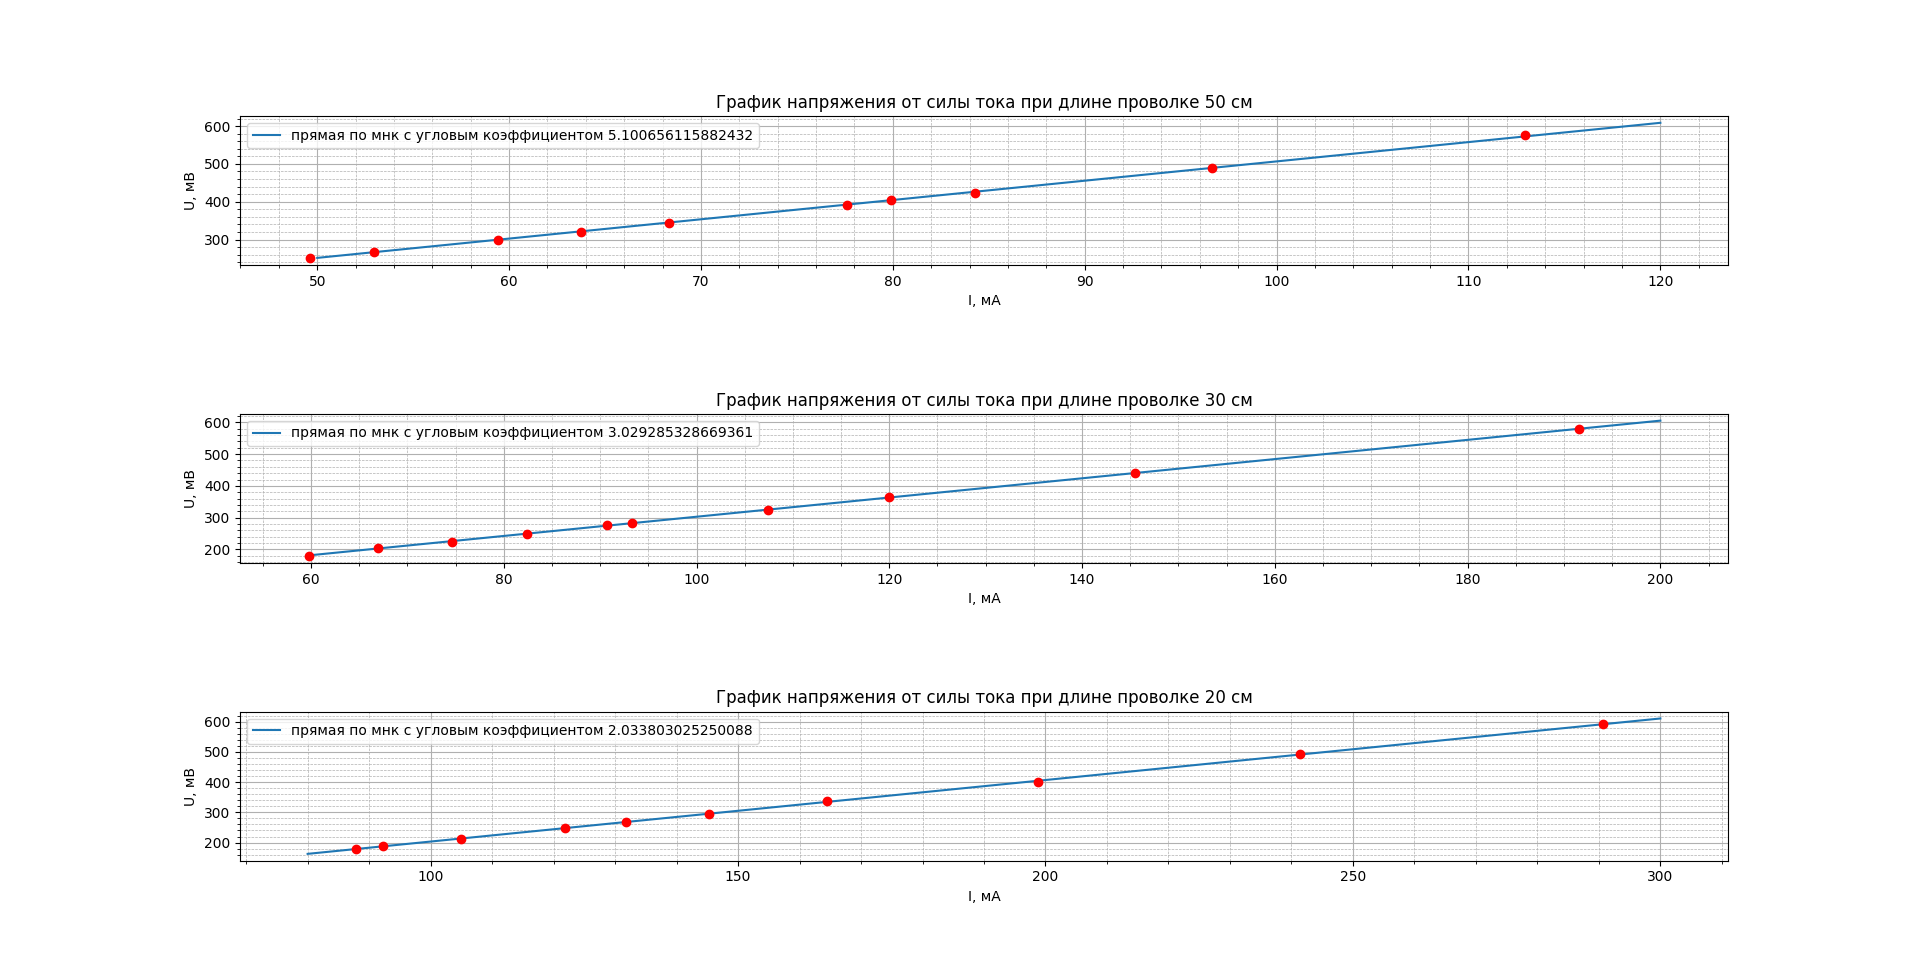 График напряжения от силы тока при длине проволке 50 см
прямая по мнк с угловым коэффициентом 5.100656115882432
600
500
400
300
U, мВ
50 60 70 80 90 100 110 120
I, мА
График напряжения от силы тока при длине проволке 30 см
прямая по мнк с угловым коэффициентом 3.029285328669361
600
500
400
300
200
U, мВ
60 80 100 120 140 160 180 200
I, мА
График напряжения от силы тока при длине проволке 20 см
прямая по мнк с угловым коэффициентом 2.033803025250088
600
500
400
300
200
U, мВ
100 150 200 250 300
I, мА